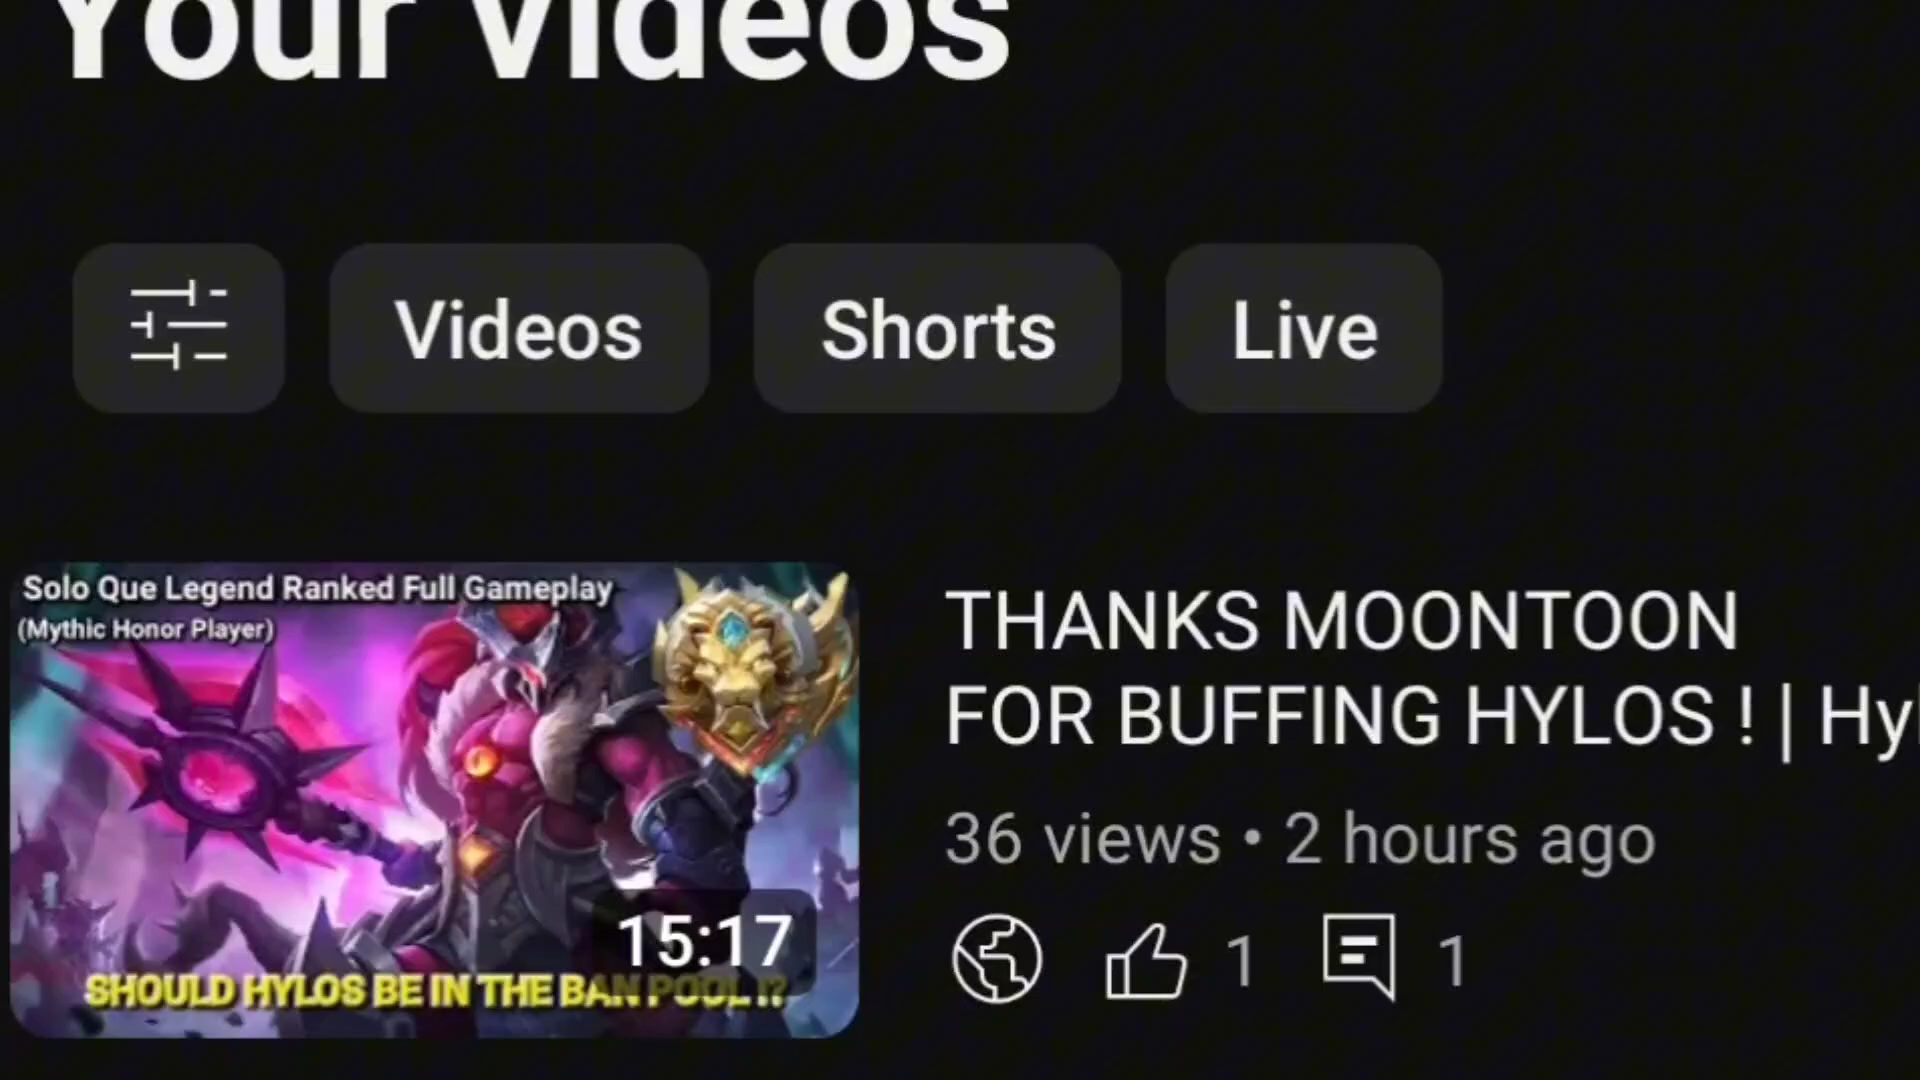 Your videos
Videos
Shorts
Live
Solo Que Legend Ranked Full Gameplay
(Mythic Honor Player)
15:17
SHOULD HYLOS BE IN THE BAN POOL !?
THANKS MOONTOON
FOR BUFFING HYLOS ! | Hyl
36 views • 2 hours ago
1
1